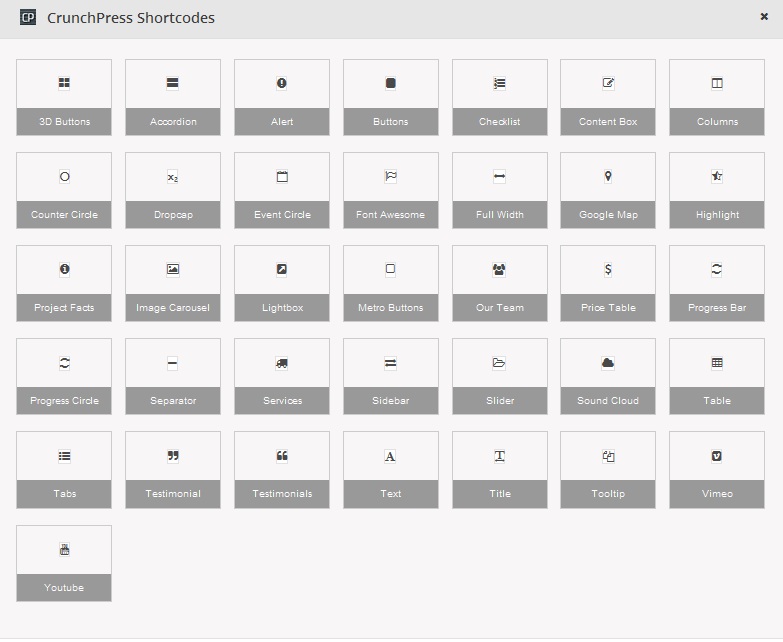 CP CrunchPress Shortcodes
3D Buttons Accordion Alert Buttons Checklist Content Box Columns
Counter Circle Dropcap Event Circle Font Awesome Full Width Google Map Highlight
Project Facts Image Carousel Lightbox Metro Buttons Our Team Price Table Progress Bar
Progress Circle Separator Services Sidebar Slider Sound Cloud Table
Tabs Testimonial Testimonials Text Title Tooltip Vimeo
Youtube